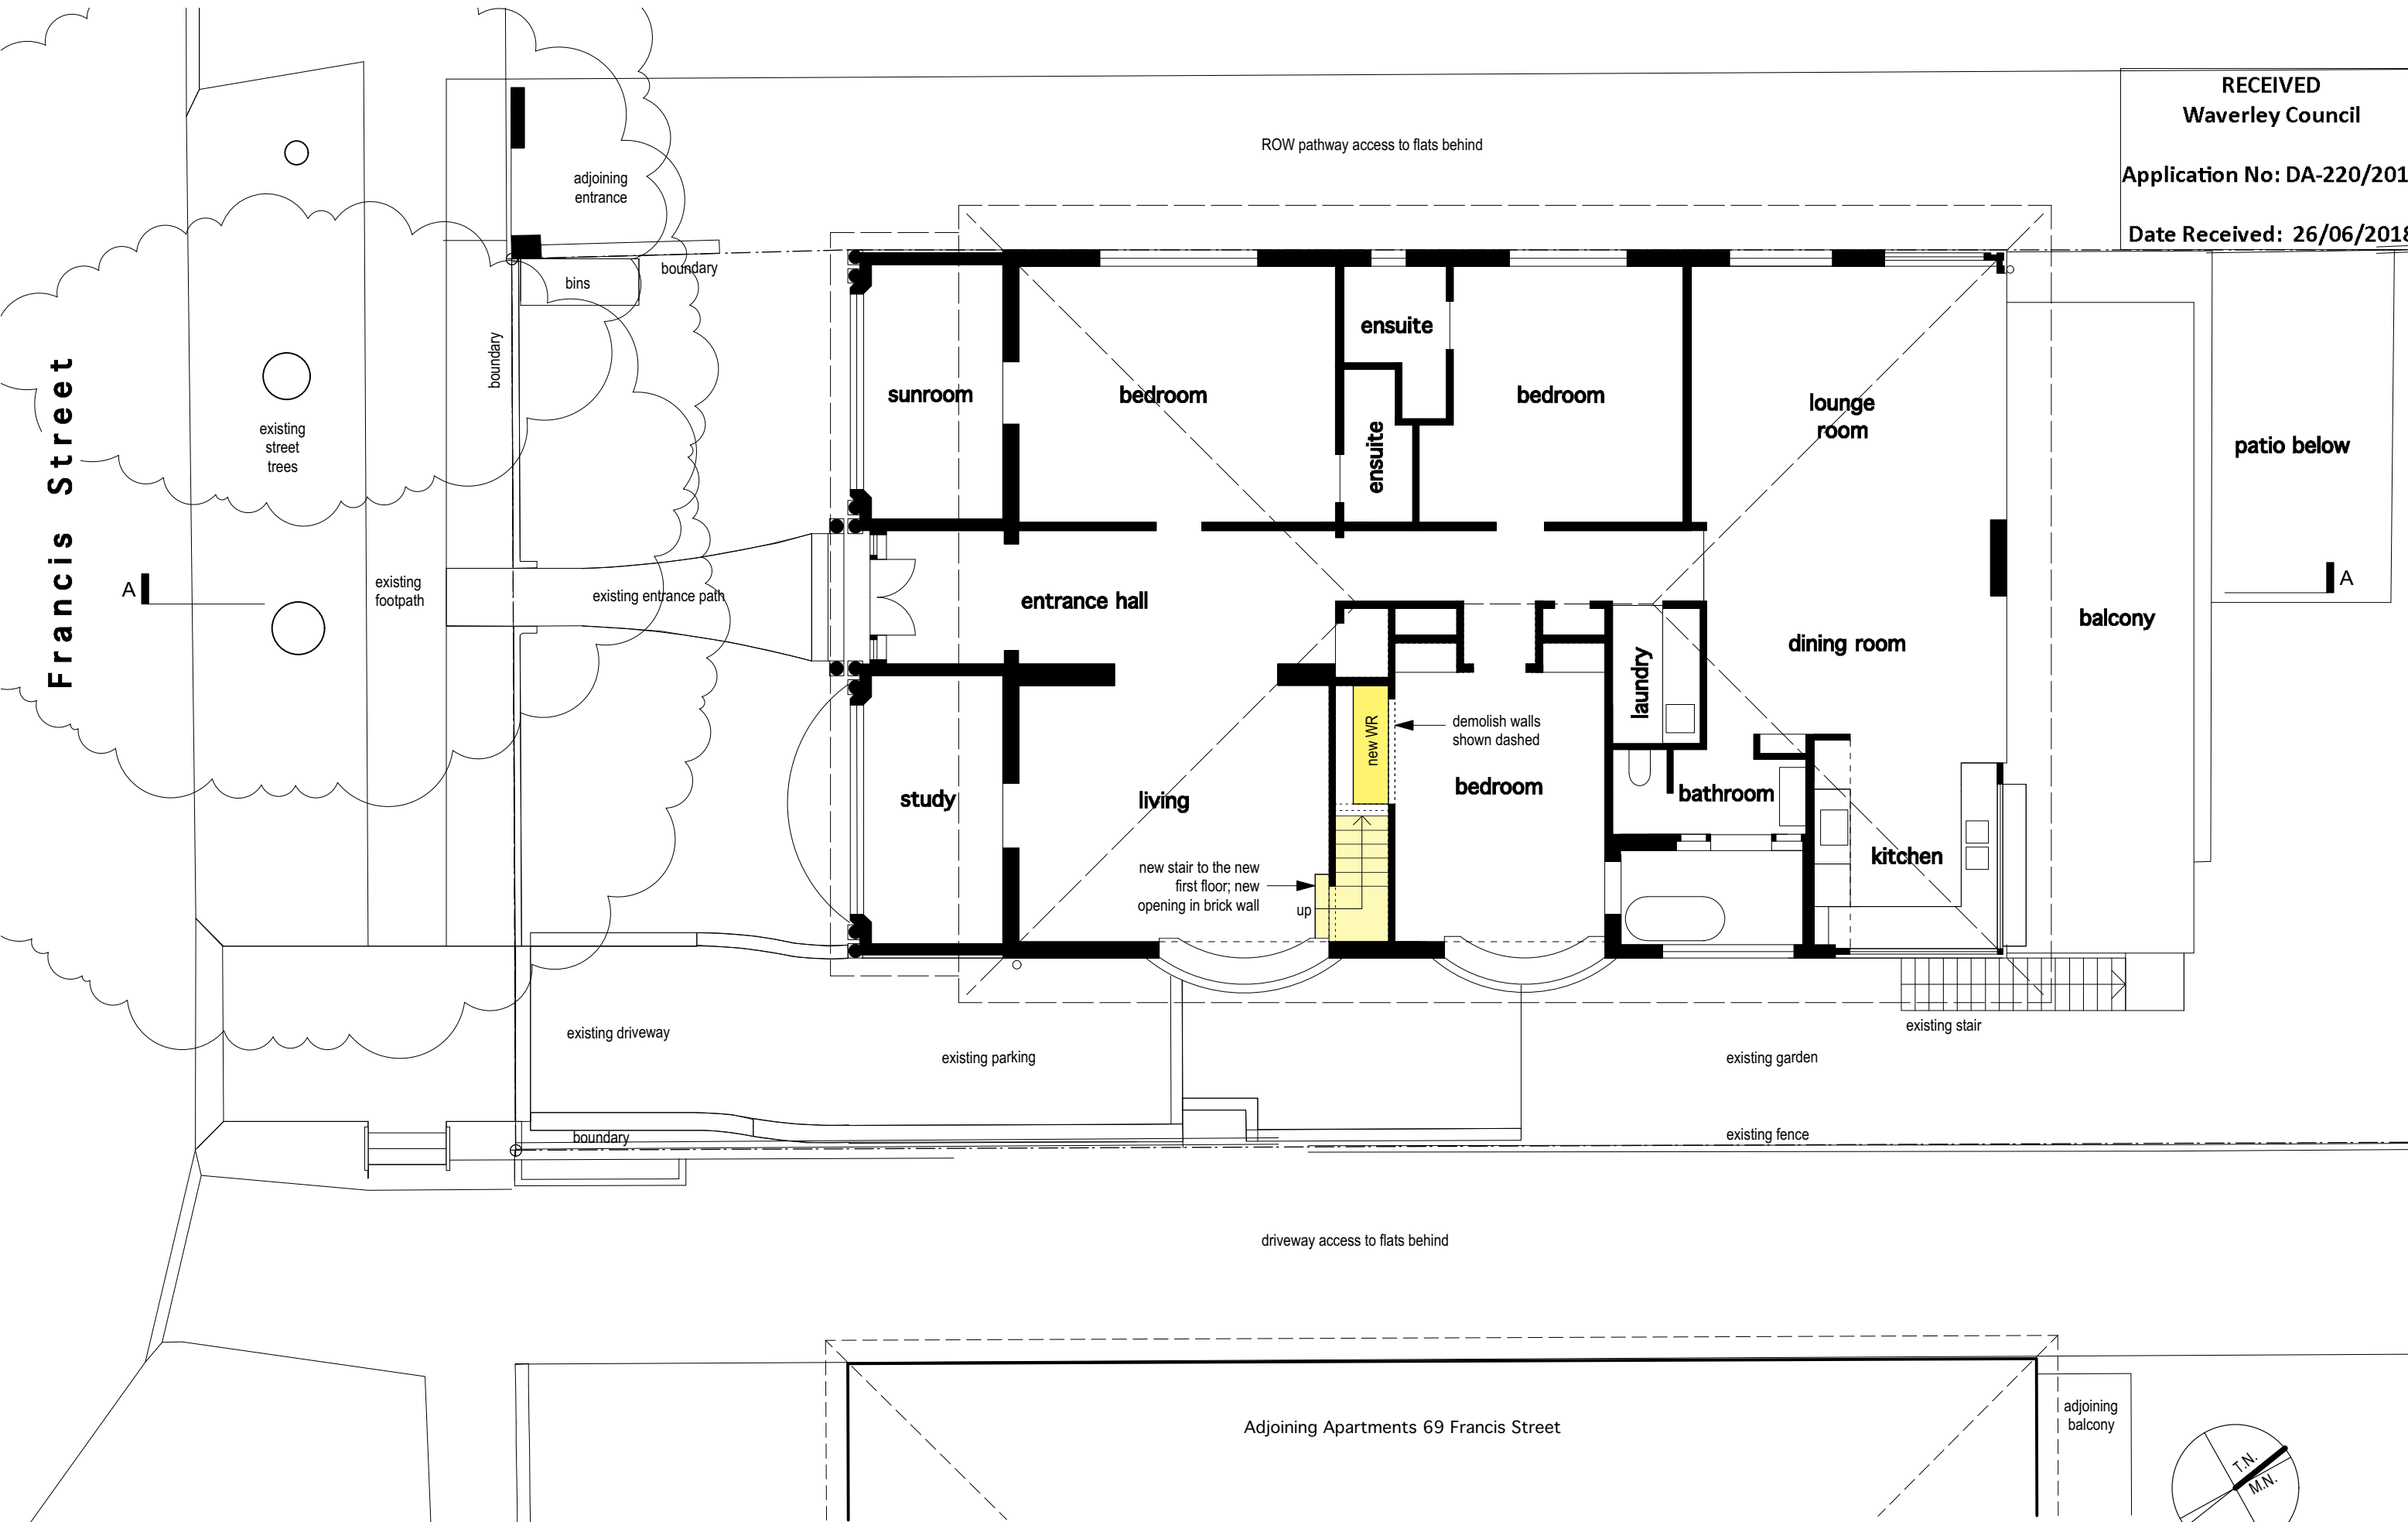 RECEIVED
Waverley Council
Application No: DA-220/201
Date Received: 26/06/2018
ROW pathway access to flats behind
adjoining
entrance
bins
boundary
boundary
Francis Street
existing
street
trees
existing
footpath
existing entrance path
A
sunroom
bedroom
ensuite
ensuite
bedroom
lounge
room
patio below
A
entrance hall
dining room
balcony
laundry
new WR
demolish walls
shown dashed
study
living
bedroom
bathroom
kitchen
new stair to the new
first floor; new
opening in brick wall
up
existing driveway
existing parking
existing garden
existing stair
boundary
existing fence
driveway access to flats behind
Adjoining Apartments 69 Francis Street
adjoining
balcony
T.N.
M.N.